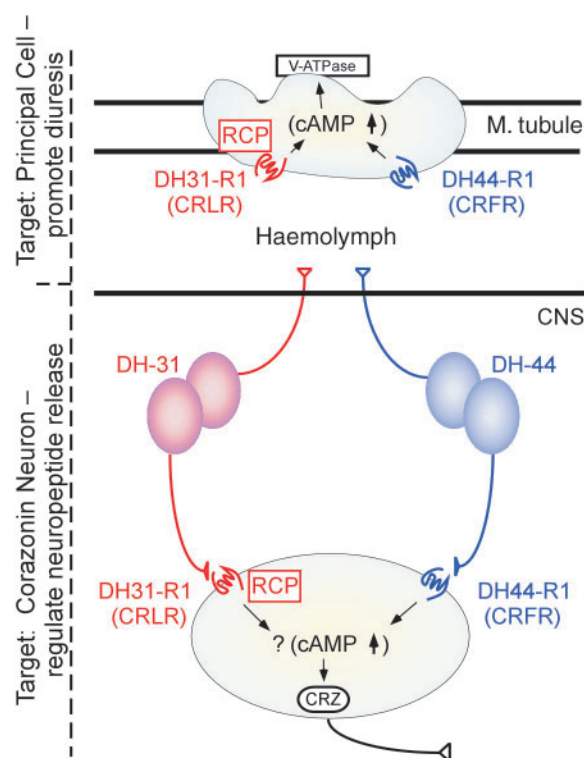 Target: Principal Cell –
promote diuresis
V-ATPase
(cAMP )
M. tubule
RCP
DH31-R1
(CRLR)
DH44-R1
(CRFR)
Haemolymph
CNS
Target: Corazonin Neuron –
regulate neuropeptide release
DH-31
DH-44
RCP
DH31-R1
(CRLR)
DH44-R1
(CRFR)
? (cAMP )
CRZ